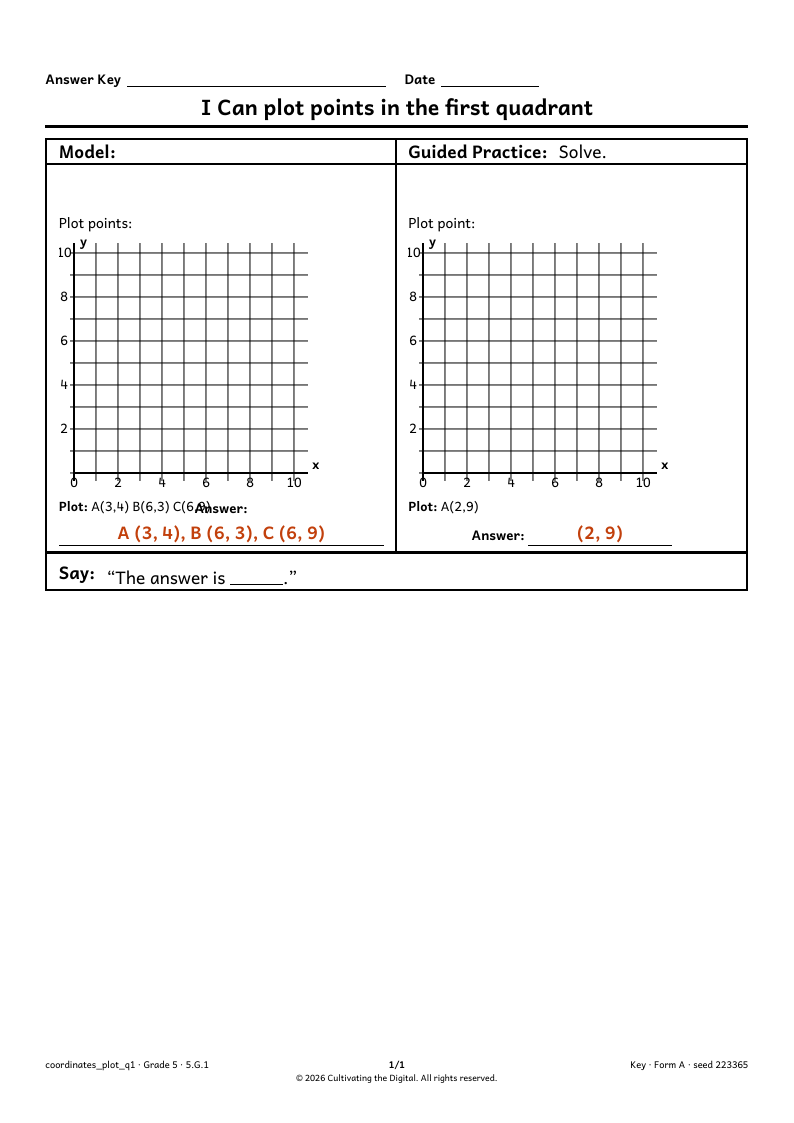 Answer Key ______ Date ______
I Can plot points in the first quadrant
Model:
Plot points:
y
10
8
6
4
2
x
0 2 4 6 8 10
Plot: A(3,4) B(6,3) C(6,9)
Answer:
A (3, 4), B (6, 3), C (6, 9)
Guided Practice: Solve.
Plot point:
y
10
8
6
4
2
x
0 2 4 6 8 10
Plot: A(2,9)
Answer: (2, 9)
Say: “The answer is ______.”
coordinates_plot_q1 · Grade 5 · 5.G.1
1/1
Key · Form A · seed 223365
© 2026 Cultivating the Digital. All rights reserved.